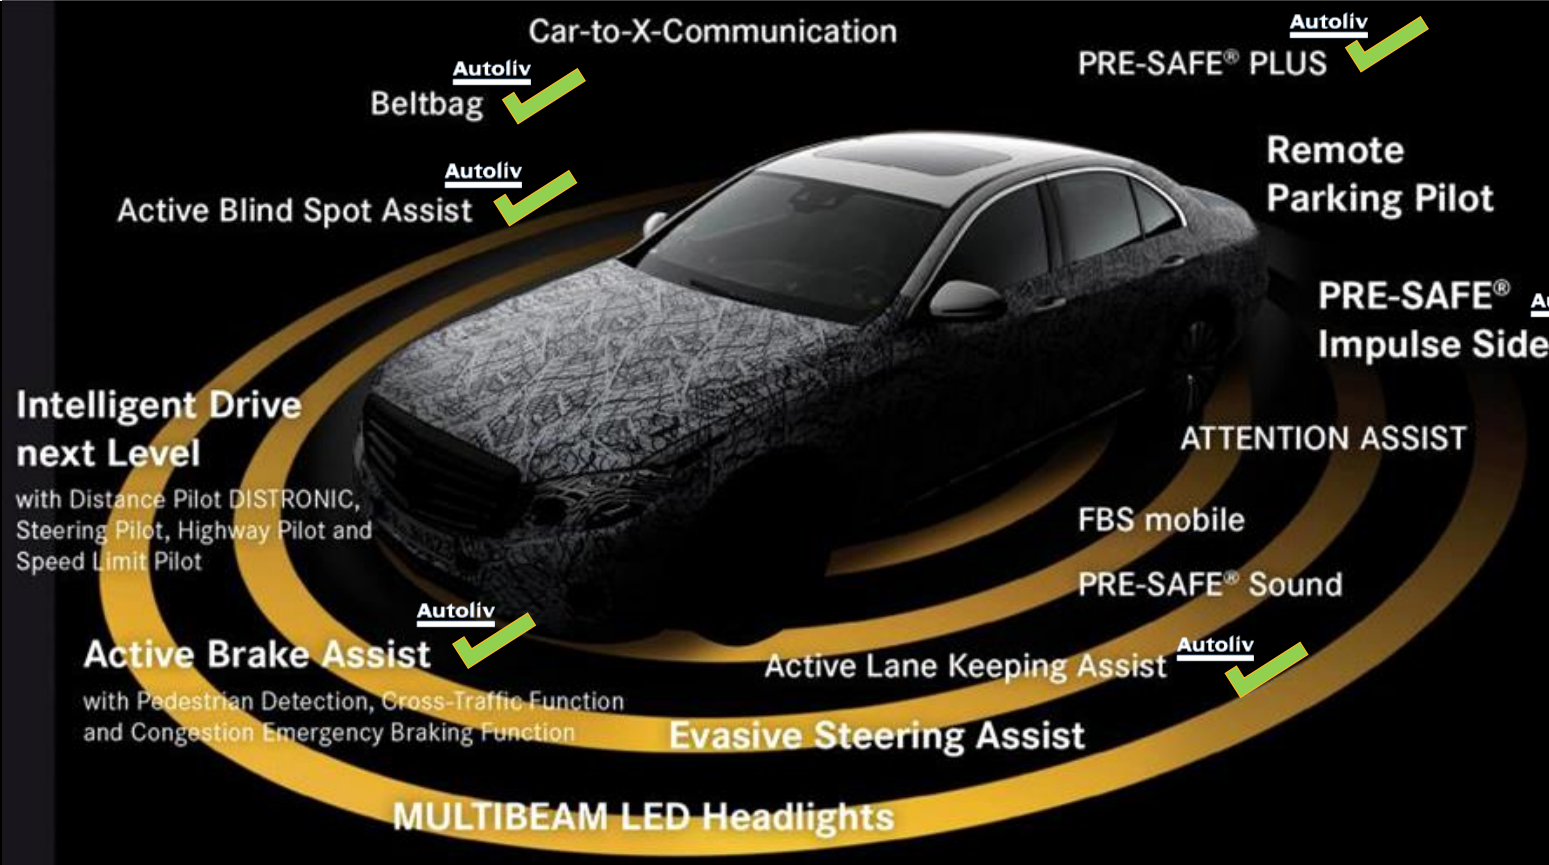 Car-to-X-Communication
Autoliv
PRE-SAFE® PLUS
Autoliv
Beltbag
Remote
Parking Pilot
Autoliv
Active Blind Spot Assist
PRE-SAFE®
Impulse Side
Intelligent Drive
next Level
with Distance Pilot DISTRONIC,
Steering Pilot, Highway Pilot and
Speed Limit Pilot
ATTENTION ASSIST
FBS mobile
PRE-SAFE® Sound
Autoliv
Active Brake Assist
with Pedestrian Detection, Cross-Traffic Function
and Congestion Emergency Braking Function
Autoliv
Active Lane Keeping Assist
Evasive Steering Assist
MULTIBEAM LED Headlights